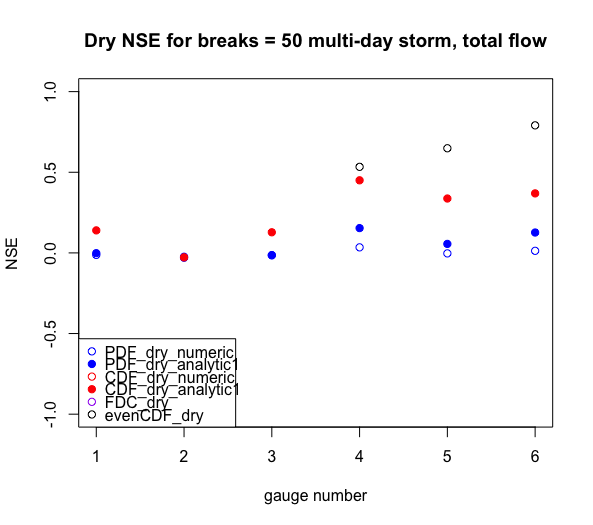 Dry NSE for breaks = 50 multi-day storm, total flow
NSE
1.0
0.5
0.0
-0.5
-1.0
PDF_dry_numeric
PDF_dry_analytic1
CDF_dry_numeric
CDF_dry_analytic1
FDC_dry
evenCDF_dry
1 2 3 4 5 6
gauge number